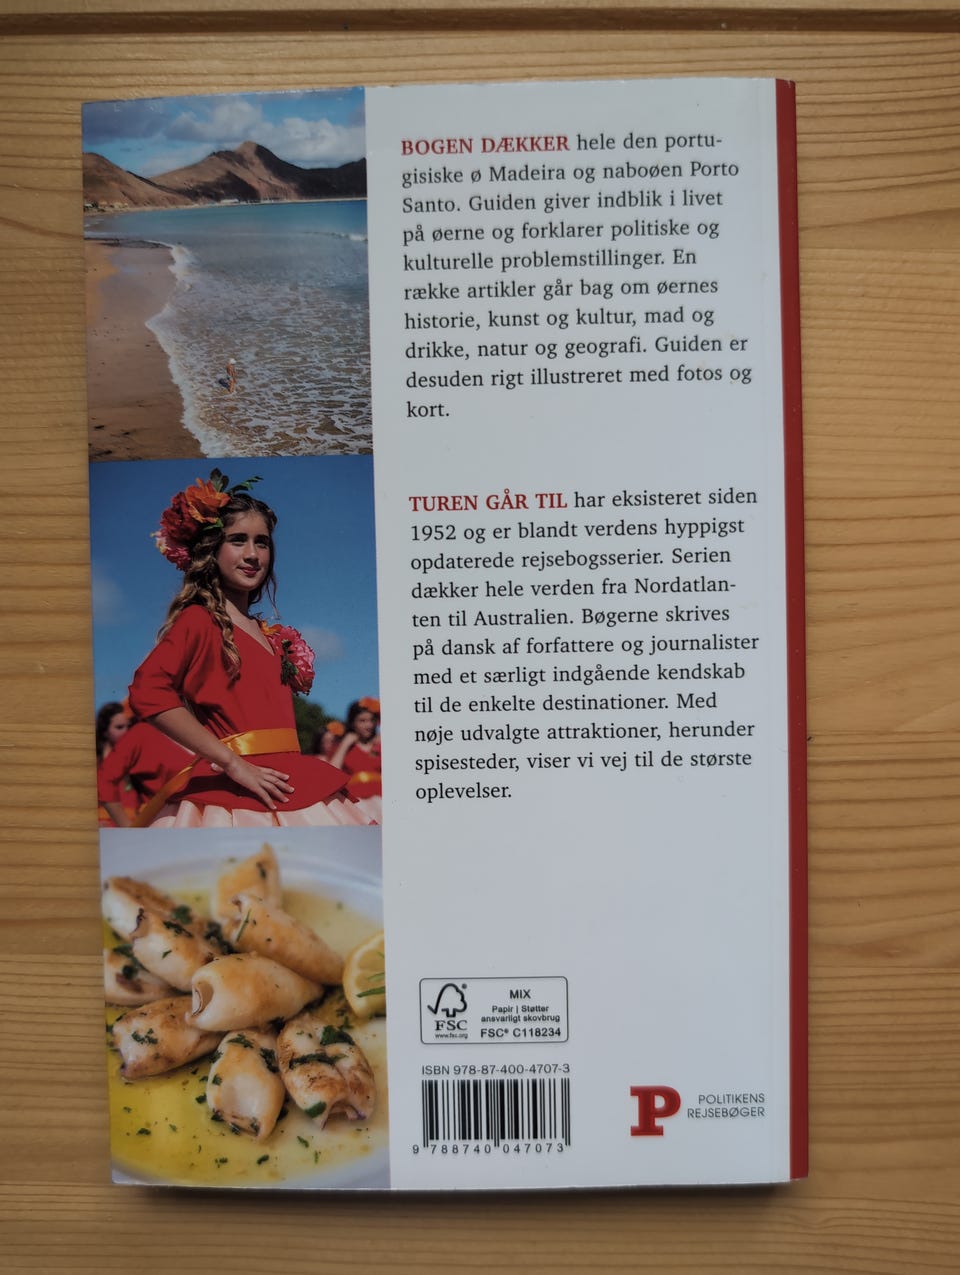 BOGEN DÆKKER hele den portu-
gisiske ø Madeira og naboøen Porto
Santo. Guiden giver indblik i livet
på øerne og forklarer politiske og
kulturelle problemstillinger. En
række artikler går bag om øernes
historie, kunst og kultur, mad og
drikke, natur og geografi. Guiden er
desuden rigt illustreret med fotos og
kort.
TUREN GÅR TIL har eksisteret siden
1952 og er blandt verdens hyppigst
opdaterede rejsebogsserier. Serien
dækker hele verden fra Nordatlan-
ten til Australien. Bøgerne skrives
på dansk af forfattere og journalister
med et særligt indgående kendskab
til de enkelte destinationer. Med
nøje udvalgte attraktioner, herunder
spisesteder, viser vi vej til de største
oplevelser.
FSC
www.fsc.org
MIX
Papir | Støtter
ansvarligt skovbrug
FSC® C118234
ISBN 978-87-400-4707-3
9 788740 047073
P
POLITIKENS
REJSEBØGER